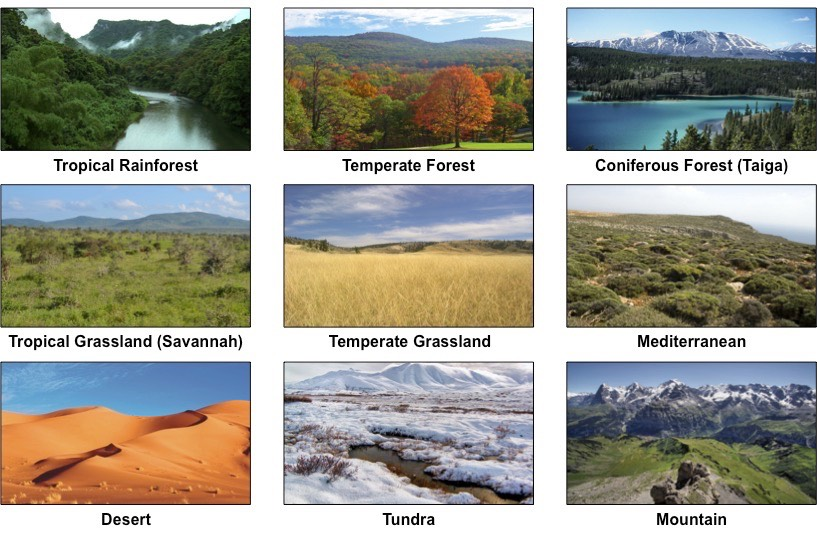 Tropical Rainforest
Temperate Forest
Coniferous Forest (Taiga)
Tropical Grassland (Savannah)
Temperate Grassland
Mediterranean
Desert
Tundra
Mountain